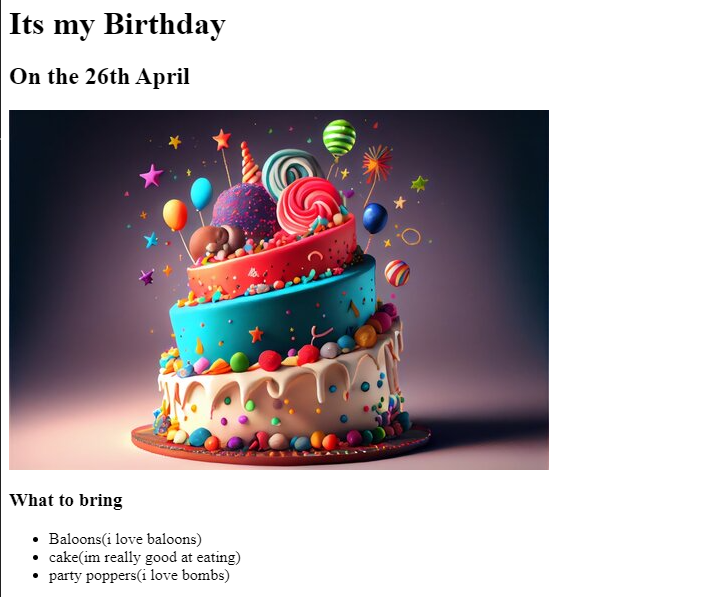 Its my Birthday
On the 26th April
What to bring
Baloons(i love baloons)
cake(im really good at eating)
party poppers(i love bombs)